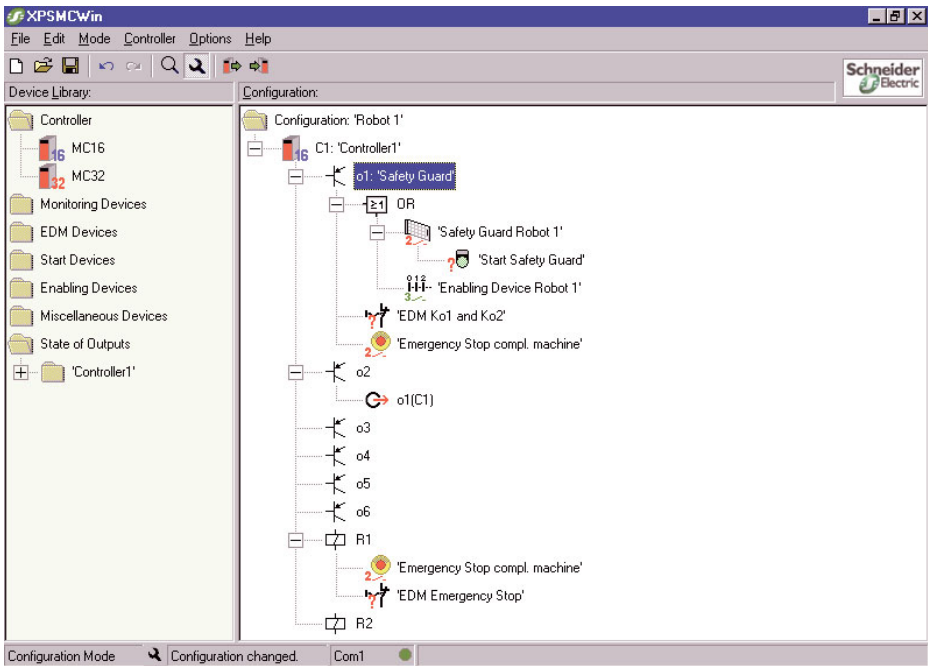 XPSMCWin
File Edit Mode Controller Options Help
Schneider
Electric
Device Library:
Configuration:
Controller
16 MC16
32 MC32
Monitoring Devices
EDM Devices
Start Devices
Enabling Devices
Miscellaneous Devices
State of Outputs
'Controller1'
Configuration: 'Robot 1'
16 C1: 'Controller1'
o1: 'Safety Guard'
≥1 OR
2 'Safety Guard Robot 1'
? 'Start Safety Guard'
0 1 2
3 'Enabling Device Robot 1'
? 'EDM Ko1 and Ko2'
2 'Emergency Stop compl. machine'
o2
o1(C1)
o3
o4
o5
o6
R1
2 'Emergency Stop compl. machine'
? 'EDM Emergency Stop'
R2
Configuration Mode Configuration changed. Com1